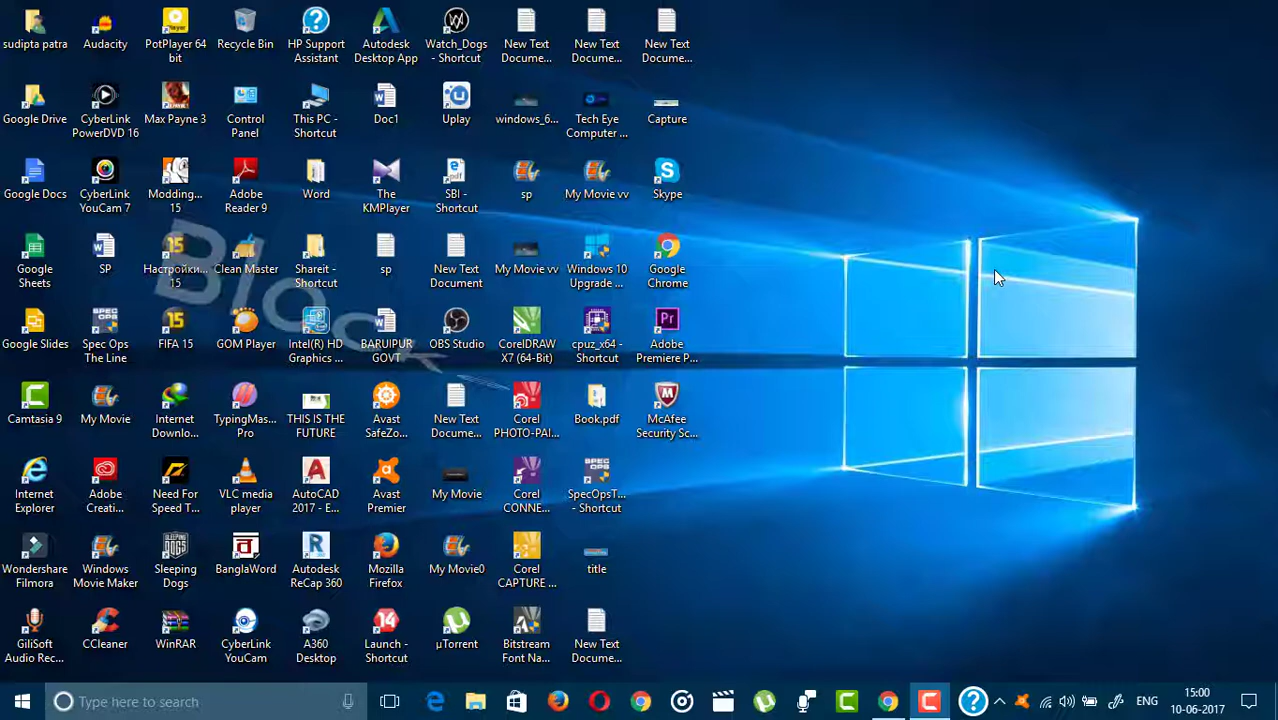 sudipta patra
Audacity
PotPlayer 64 bit
Recycle Bin
HP Support Assistant
Autodesk Desktop App
Watch_Dogs - Shortcut
New Text Docume...
New Text Docume...
New Text Docume...
Google Drive
CyberLink PowerDVD 16
Max Payne 3
Control Panel
This PC - Shortcut
Doc1
Uplay
windows_6...
Tech Eye Computer ...
Capture
Google Docs
CyberLink YouCam 7
Modding... 15
Adobe Reader 9
Word
The KMPlayer
SBI - Shortcut
sp
My Movie vv
Skype
Google Sheets
SP
Настройки... 15
Clean Master
Shareit - Shortcut
sp
New Text Document
My Movie vv
Windows 10 Upgrade ...
Google Chrome
Block
Google Slides
Spec Ops The Line
FIFA 15
GOM Player
Intel(R) HD Graphics ...
BARUIPUR GOVT
OBS Studio
CorelDRAW X7 (64-Bit)
cpuz_x64 - Shortcut
Adobe Premiere P...
Camtasia 9
My Movie
Internet Downlo...
TypingMas... Pro
THIS IS THE FUTURE
Avast SafeZo...
New Text Docume...
Corel PHOTO-PAI...
Book.pdf
McAfee Security Sc...
Internet Explorer
Adobe Creati...
Need For Speed T...
VLC media player
AutoCAD 2017 - E...
Avast Premier
My Movie
Corel CONNE...
SpecOpsT... - Shortcut
Wondershare Filmora
Windows Movie Maker
Sleeping Dogs
BanglaWord
Autodesk ReCap 360
Mozilla Firefox
My Movie0
Corel CAPTURE ...
title
GiliSoft Audio Rec...
CCleaner
WinRAR
CyberLink YouCam
A360 Desktop
Launch - Shortcut
µTorrent
Bitstream Font Na...
New Text Docume...
Type here to search
ENG
15:00
10-06-2017